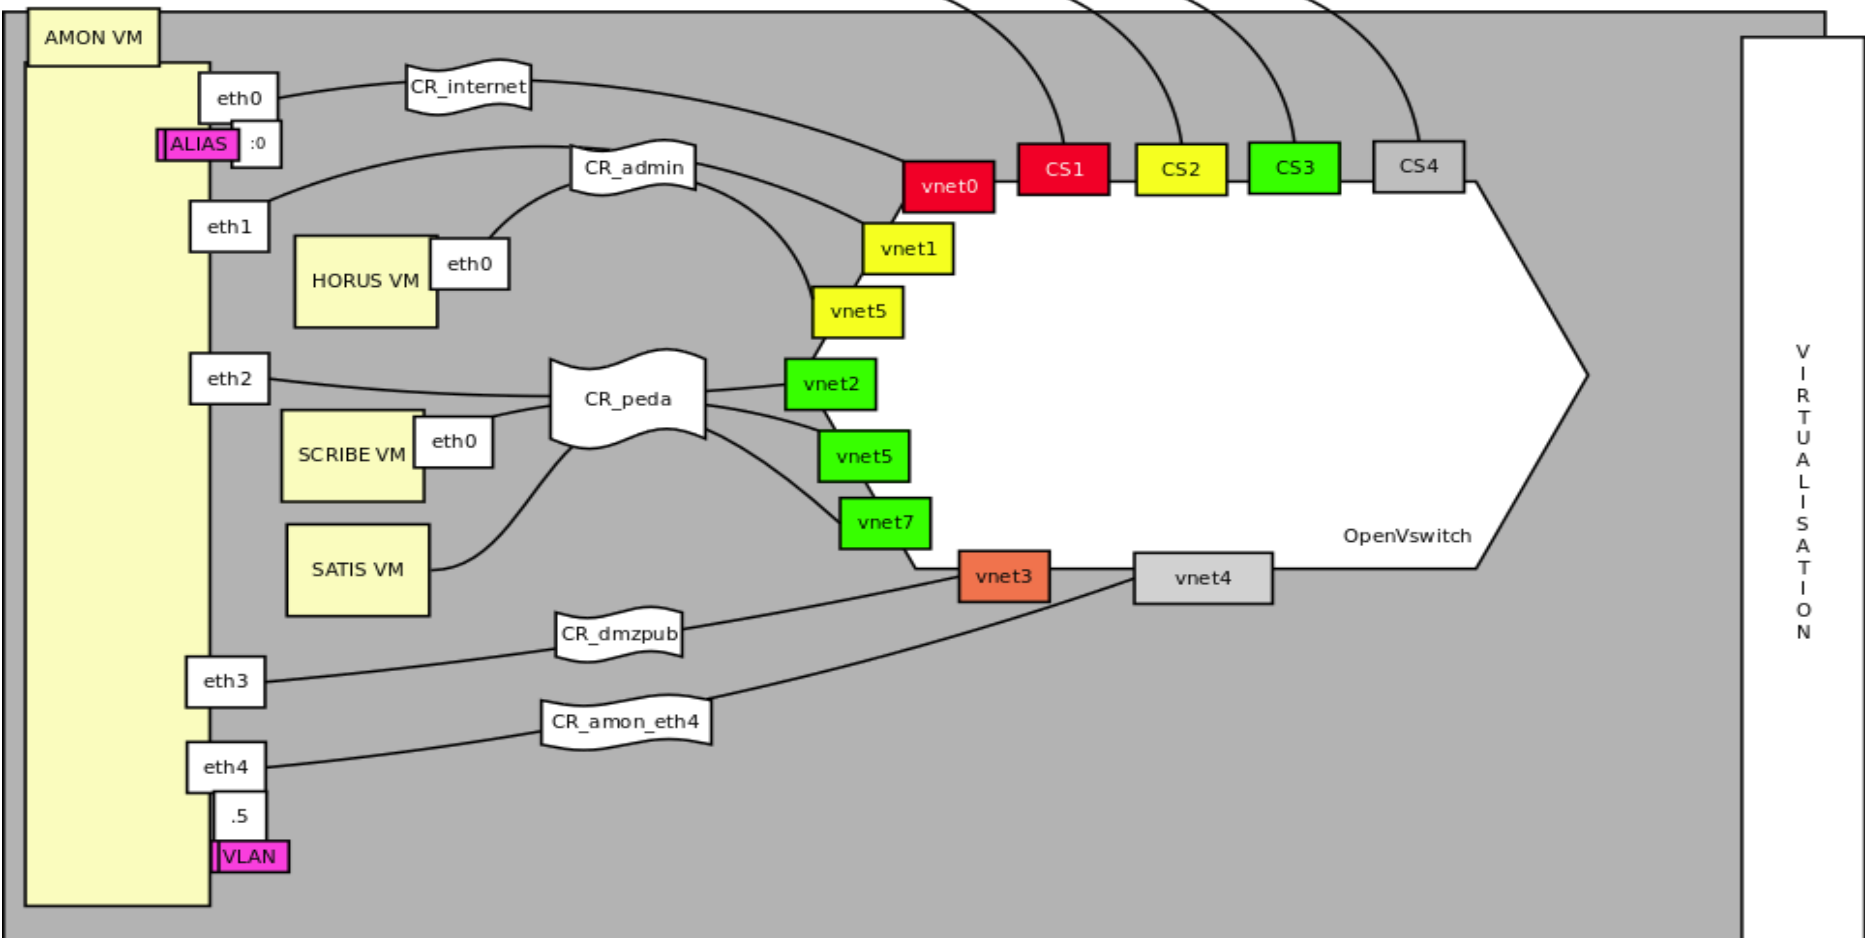 AMON VM
eth0
CR_internet
ALIAS
:0
CR_admin
CS1
CS2
CS3
CS4
vnet0
eth1
vnet1
HORUS VM
eth0
vnet5
eth2
CR_peda
vnet2
SCRIBE VM
eth0
vnet5
vnet7
OpenVswitch
SATIS VM
vnet3
vnet4
CR_dmzpub
eth3
CR_amon_eth4
eth4
.5
VLAN
V
I
R
T
U
A
L
I
S
A
T
I
O
N